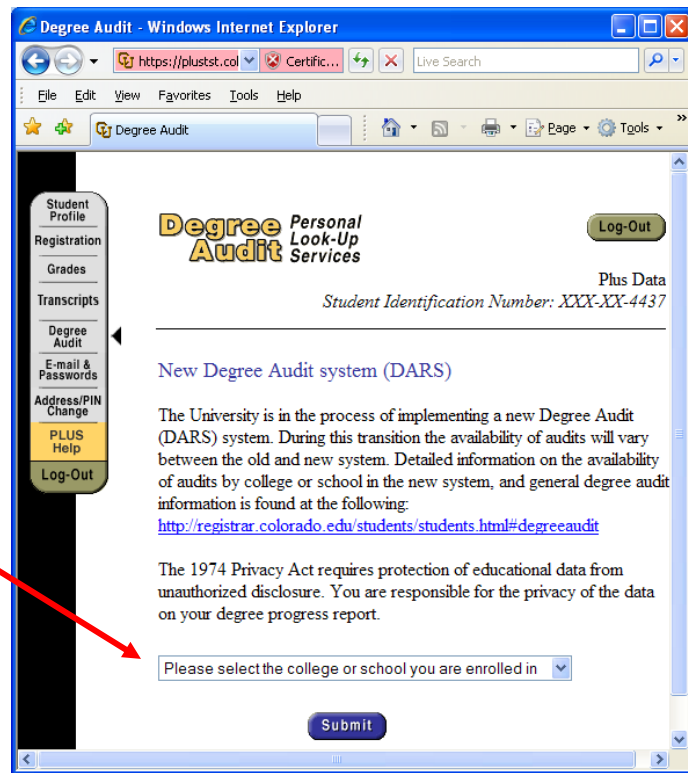 Degree Audit - Windows Internet Explorer
https://plustst.col
Certific...
Live Search
File Edit View Favorites Tools Help
Degree Audit
Page
Tools
»
Student
Profile
Registration
Grades
Transcripts
Degree
Audit
E-mail &
Passwords
Address/PIN
Change
PLUS
Help
Log-Out
Degree
Audit
Personal
Look-Up
Services
Log-Out
Plus Data
Student Identification Number: XXX-XX-4437
New Degree Audit system (DARS)
The University is in the process of implementing a new Degree Audit
(DARS) system. During this transition the availability of audits will vary
between the old and new system. Detailed information on the availability
of audits by college or school in the new system, and general degree audit
information is found at the following:
http://registrar.colorado.edu/students/students.html#degreeaudit
The 1974 Privacy Act requires protection of educational data from
unauthorized disclosure. You are responsible for the privacy of the data
on your degree progress report.
Please select the college or school you are enrolled in
Submit